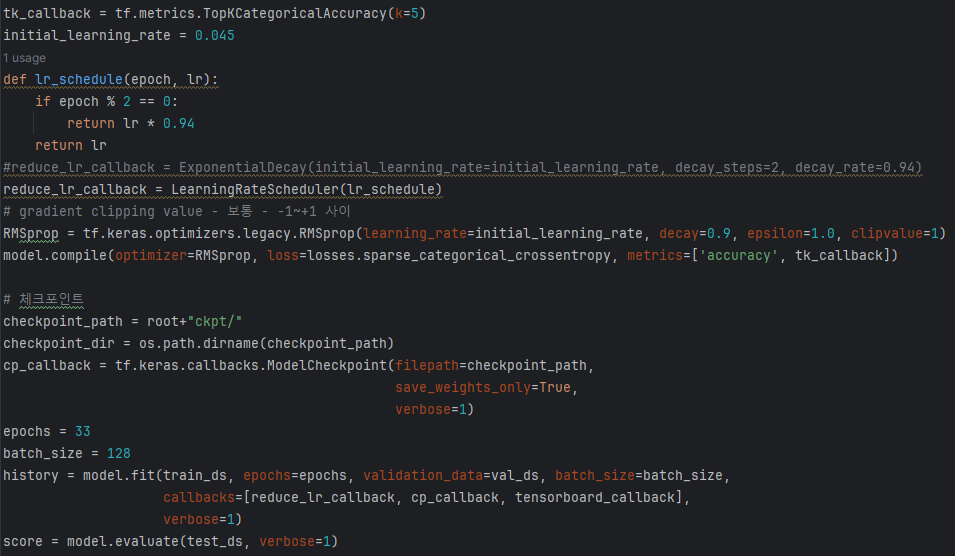 tk_callback = tf.metrics.TopKCategoricalAccuracy(k=5)
initial_learning_rate = 0.045
1 usage
def lr_schedule(epoch, lr):
    if epoch % 2 == 0:
        return lr * 0.94
    return lr
#reduce_lr_callback = ExponentialDecay(initial_learning_rate=initial_learning_rate, decay_steps=2, decay_rate=0.94)
reduce_lr_callback = LearningRateScheduler(lr_schedule)
# gradient clipping value - 보통 - -1~+1 사이
RMSprop = tf.keras.optimizers.legacy.RMSprop(learning_rate=initial_learning_rate, decay=0.9, epsilon=1.0, clipvalue=1)
model.compile(optimizer=RMSprop, loss=losses.sparse_categorical_crossentropy, metrics=['accuracy', tk_callback])

# 체크포인트
checkpoint_path = root+"ckpt/"
checkpoint_dir = os.path.dirname(checkpoint_path)
cp_callback = tf.keras.callbacks.ModelCheckpoint(filepath=checkpoint_path,
                                                 save_weights_only=True,
                                                 verbose=1)
epochs = 33
batch_size = 128
history = model.fit(train_ds, epochs=epochs, validation_data=val_ds, batch_size=batch_size,
                    callbacks=[reduce_lr_callback, cp_callback, tensorboard_callback],
                    verbose=1)
score = model.evaluate(test_ds, verbose=1)